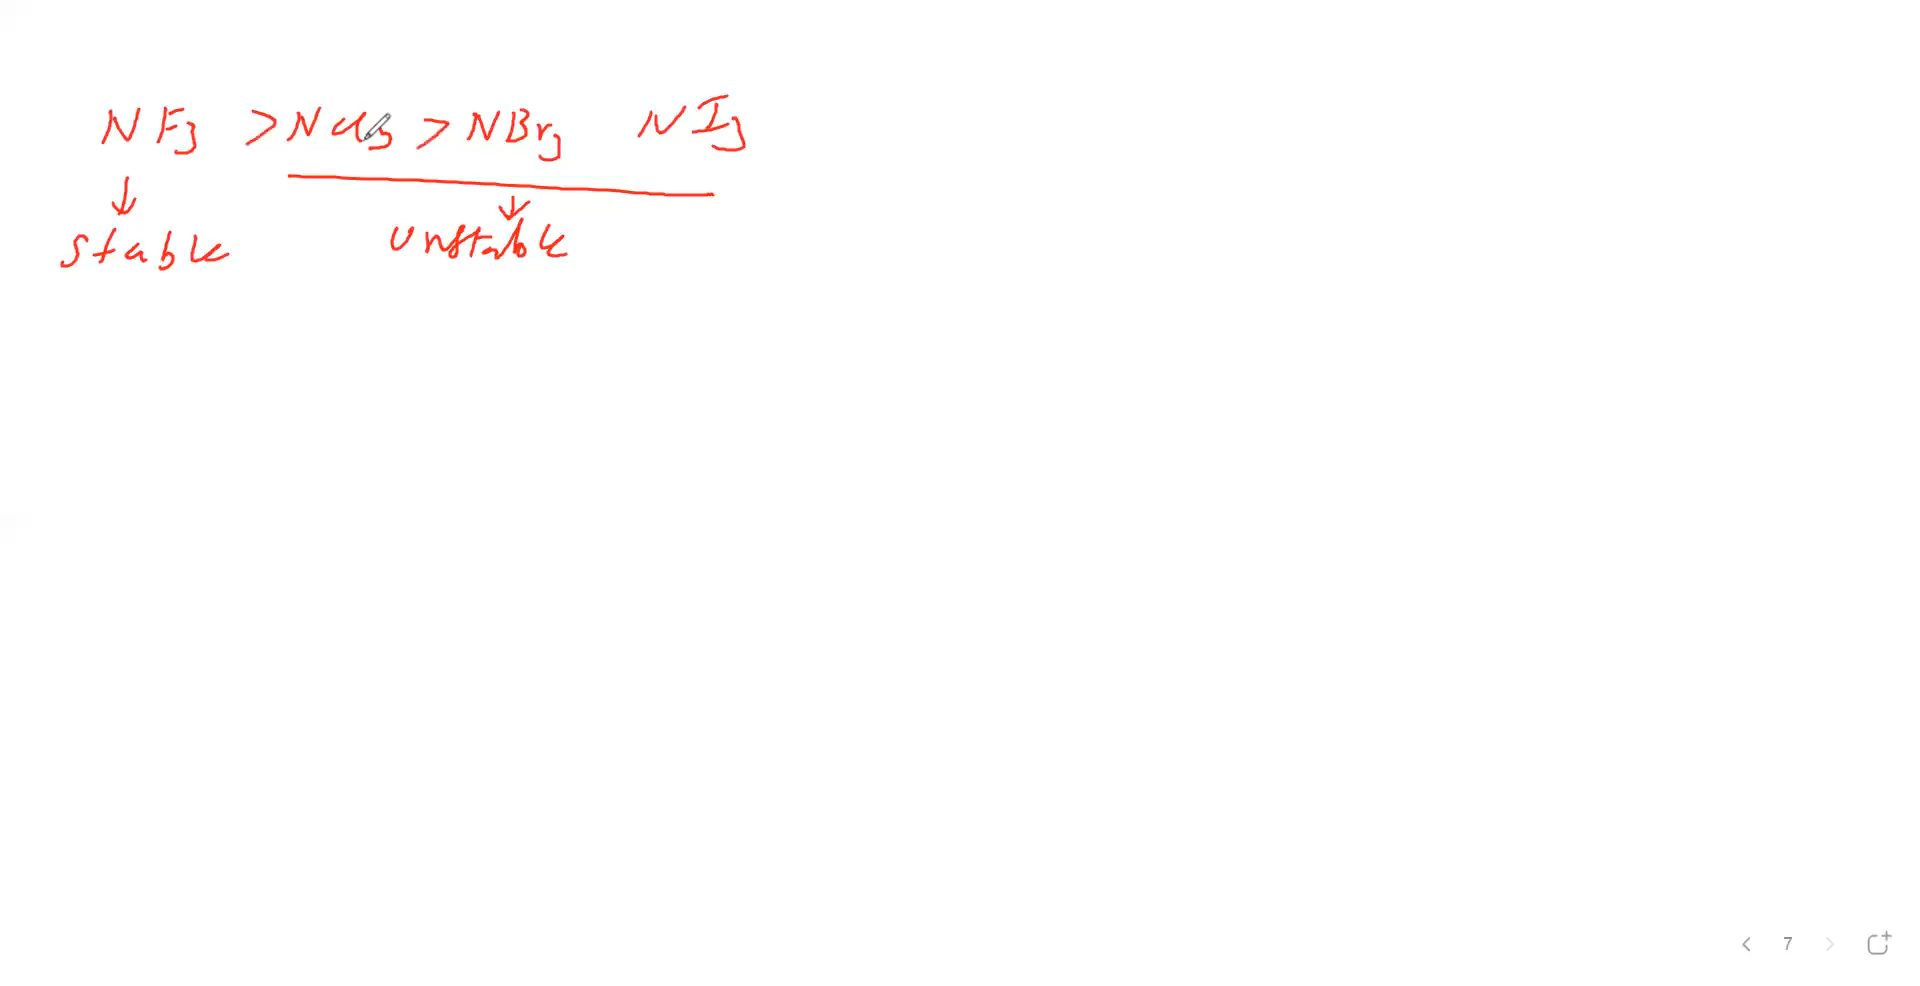 NF3 > NCl3 > NBr3 NI3
↓ ↓
stable unstable
7